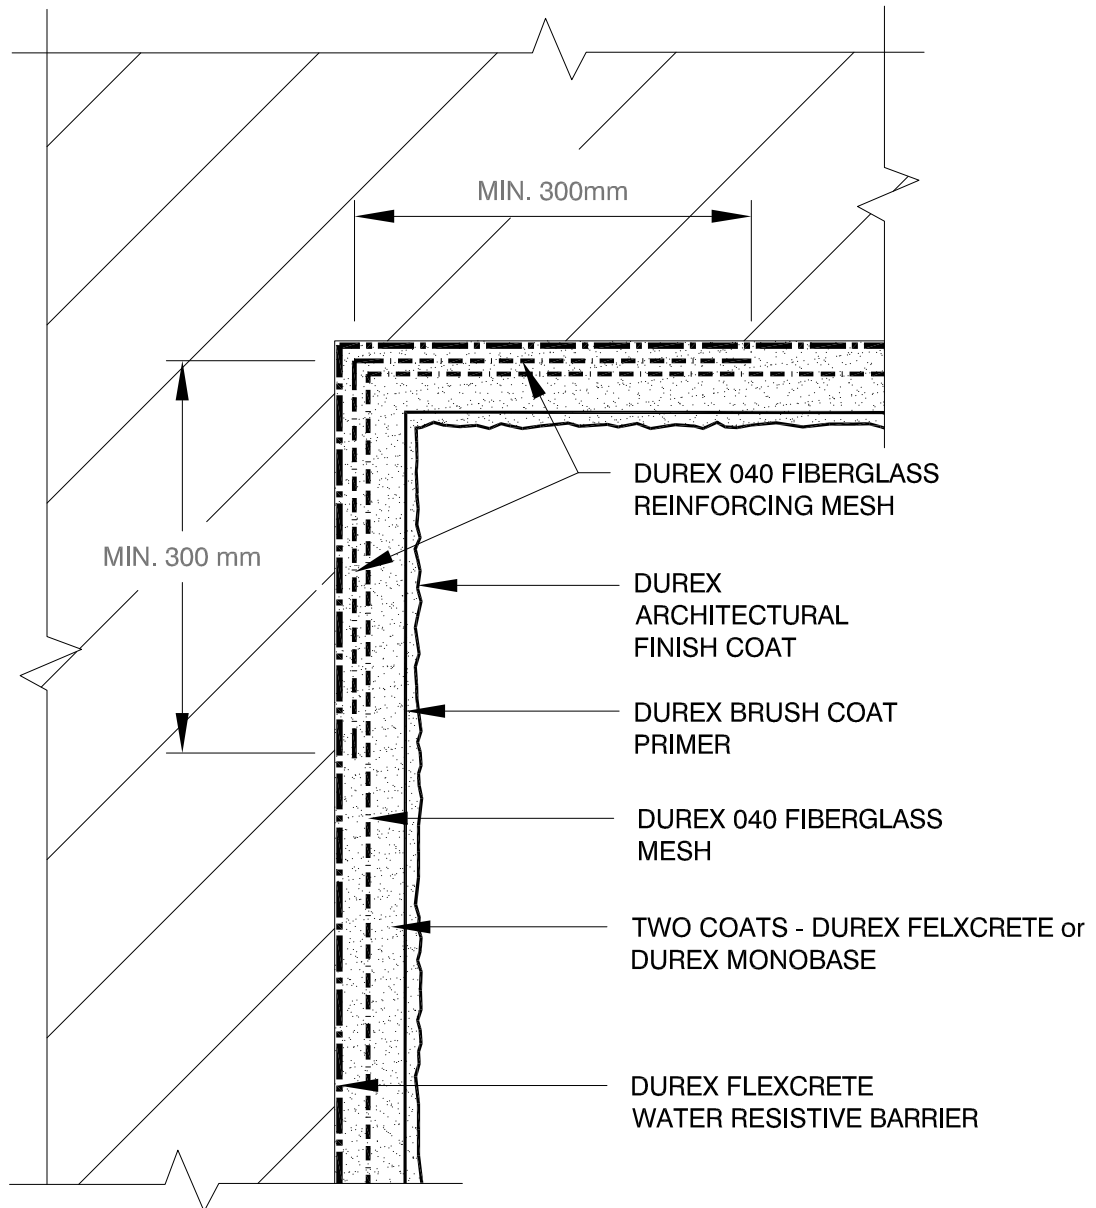 MIN. 300mm
DUREX 040 FIBERGLASS
REINFORCING MESH
MIN. 300 mm
DUREX
ARCHITECTURAL
FINISH COAT
DUREX BRUSH COAT
PRIMER
DUREX 040 FIBERGLASS
MESH
TWO COATS - DUREX FELXCRETE or
DUREX MONOBASE
DUREX FLEXCRETE
WATER RESISTIVE BARRIER